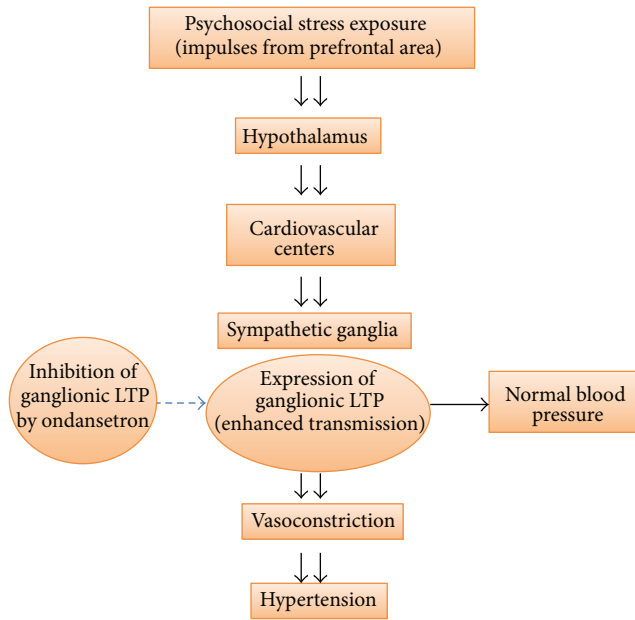 Psychosocial stress exposure
(impulses from prefrontal area)
Hypothalamus
Cardiovascular
centers
Sympathetic ganglia
Inhibition of
ganglionic LTP
by ondansetron
Expression of
ganglionic LTP
(enhanced transmission)
Normal blood
pressure
Vasoconstriction
Hypertension